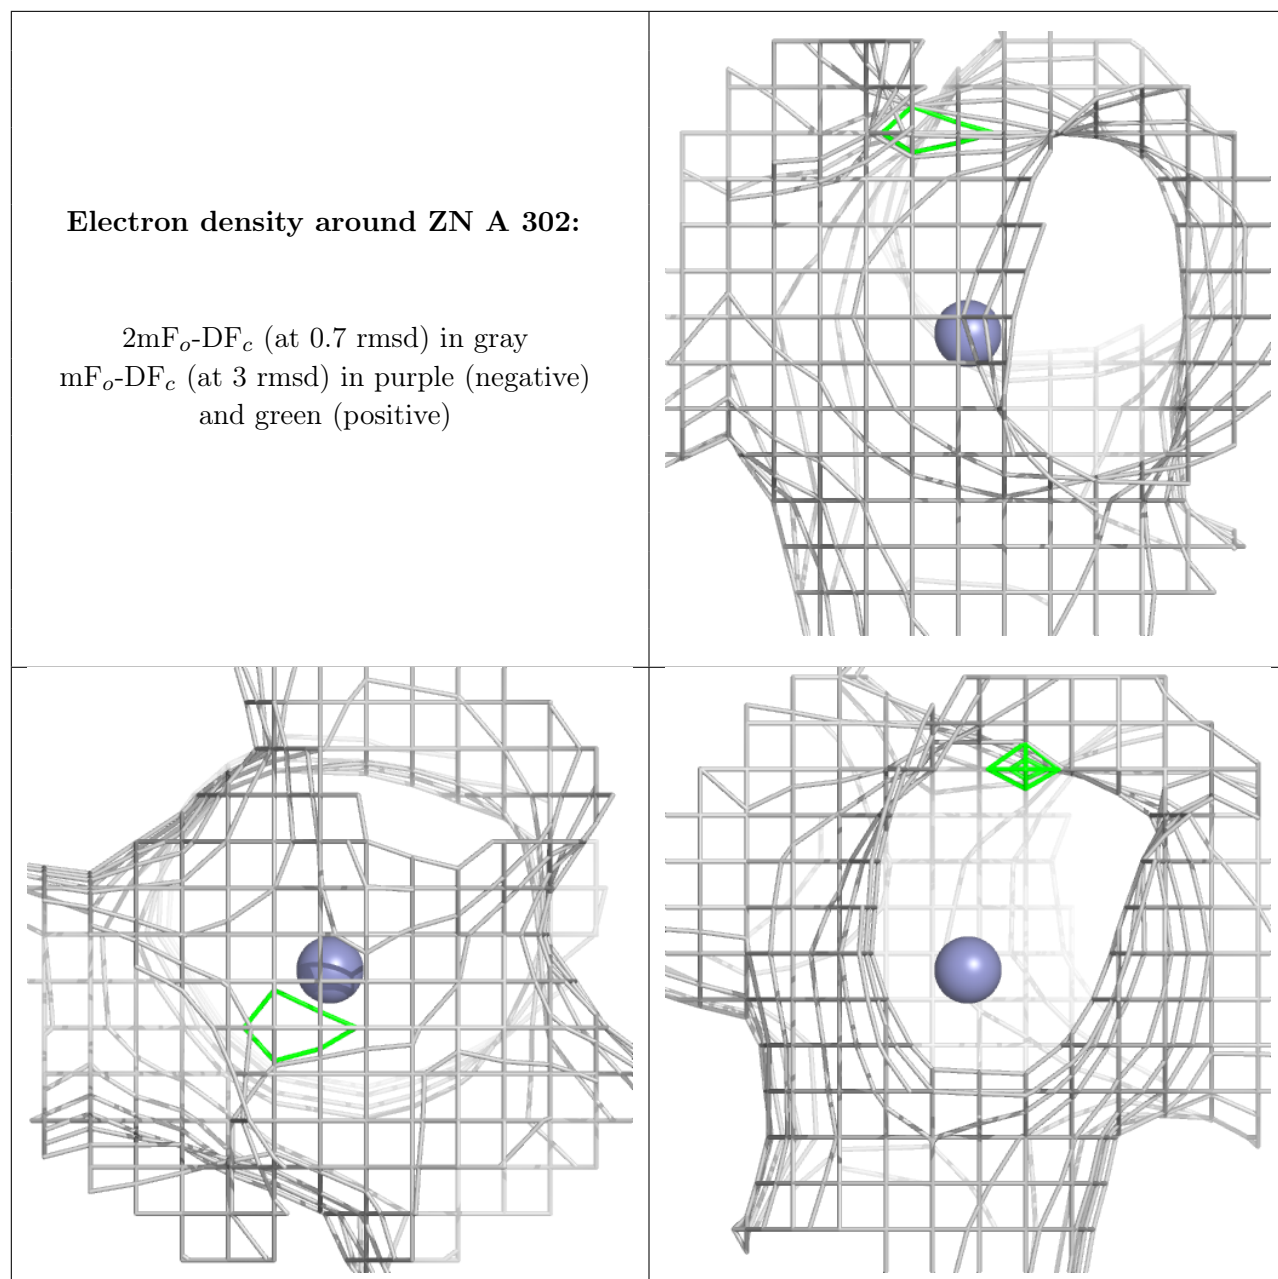 Electron density around ZN A 302:
2mFo-DFc (at 0.7 rmsd) in gray
mFo-DFc (at 3 rmsd) in purple (negative)
and green (positive)